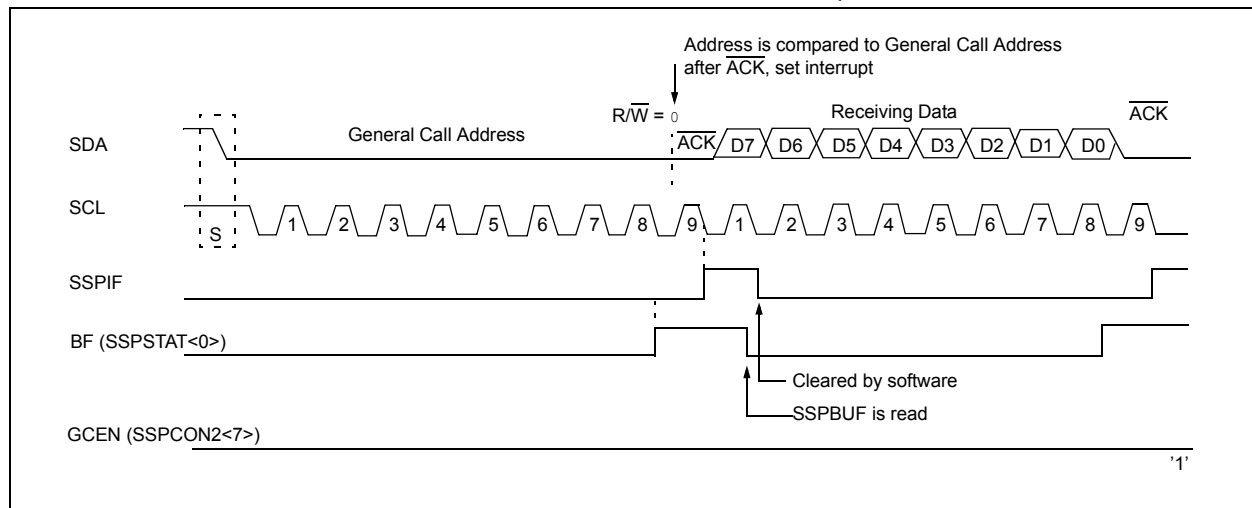 Address is compared to General Call Address
after ACK, set interrupt
R/W = 0
General Call Address
Receiving Data
ACK
SDA
ACK
D7 D6 D5 D4 D3 D2 D1 D0
SCL
S
1 2 3 4 5 6 7 8 9 1 2 3 4 5 6 7 8 9
SSPIF
BF (SSPSTAT<0>)
Cleared by software
SSPBUF is read
GCEN (SSPCON2<7>)
'1'